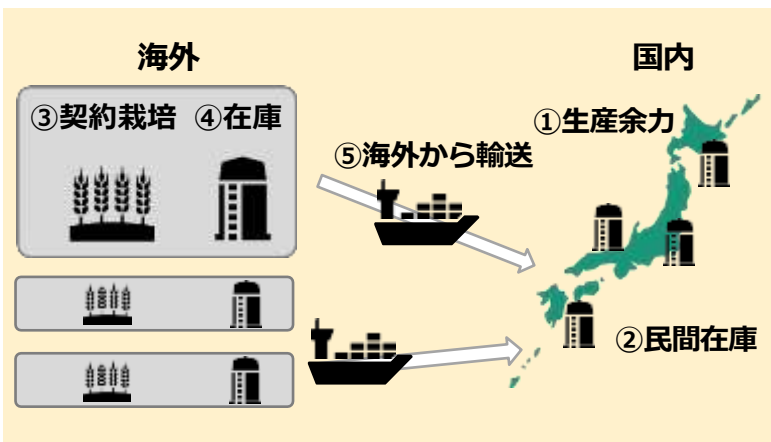 海外
国内
③契約栽培 ④在庫
①生産余力
⑤海外から輸送
②民間在庫